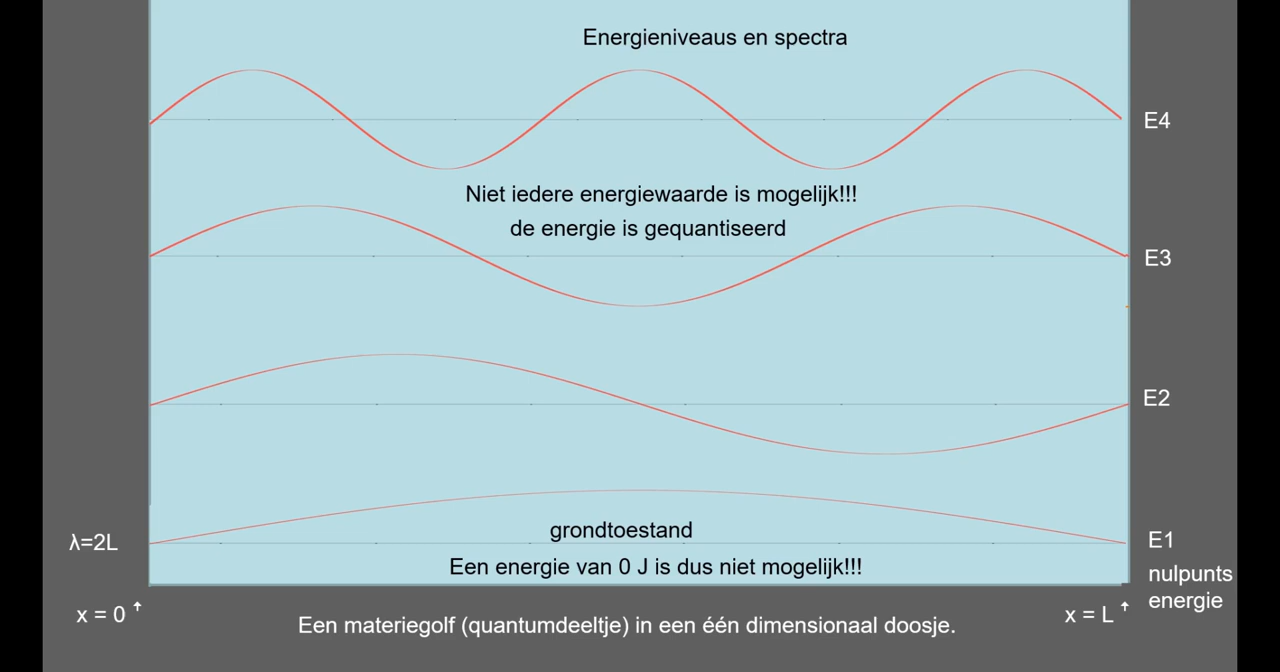 Energieniveaus en spectra
E4
Niet iedere energiewaarde is mogelijk!!!
de energie is gequantiseerd
E3
E2
grondtoestand
λ=2L
E1
Een energie van 0 J is dus niet mogelijk!!!
nulpunts
energie
x = 0
x = L
Een materiegolf (quantumdeeltje) in een één dimensionaal doosje.